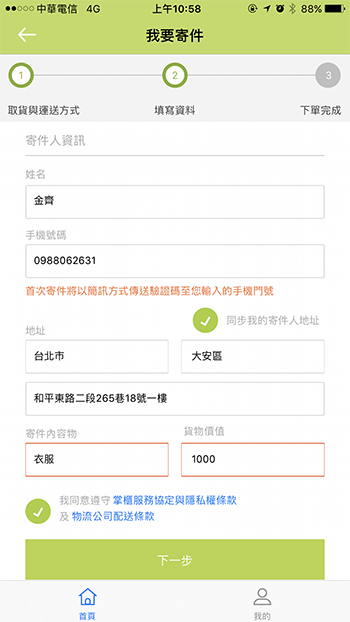 中華電信 4G 上午10:58 88%
我要寄件
1 2 3
取貨與運送方式 填寫資料 下單完成
寄件人資訊
姓名
金齊
手機號碼
0988062631
首次寄件將以簡訊方式傳送驗證碼至您輸入的手機門號
同步我的寄件人地址
地址
台北市 大安區
和平東路二段265巷18號一樓
寄件內容物 貨物價值
衣服 1000
我同意遵守 掌櫃服務協定與隱私權條款
及 物流公司配送條款
下一步
首頁 我的